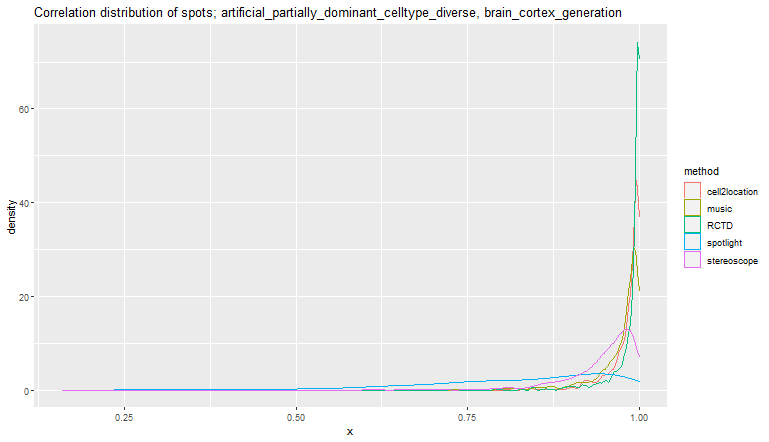 Correlation distribution of spots; artificial_partially_dominant_celltype_diverse, brain_cortex_generation
60
40
20
0
density
0.25
0.50
0.75
1.00
x
method
cell2location
music
RCTD
spotlight
stereoscope